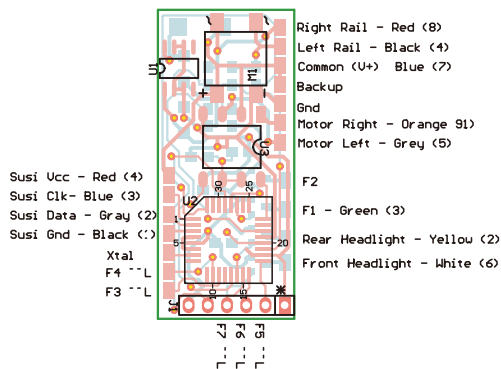 Right Rail - Red (8)
Left Rail - Black (4)
Common (V+) Blue (7)
Backup
Gnd
Motor Right - Orange 91)
Motor Left - Grey (5)
F2
F1 - Green (3)
Rear Headlight - Yellow (2)
Front Headlight - White (6)
Susi Vcc - Red (4)
Susi Clk- Blue (3)
Susi Data - Gray (2)
Susi Gnd - Black (1)
Xtal
F4 --L
F3 --L
U1
~
~
M1
+
-
U3
30
25
U2
1
5
20
10
15
J1
*
F7 --L
F6 --L
F5 --L